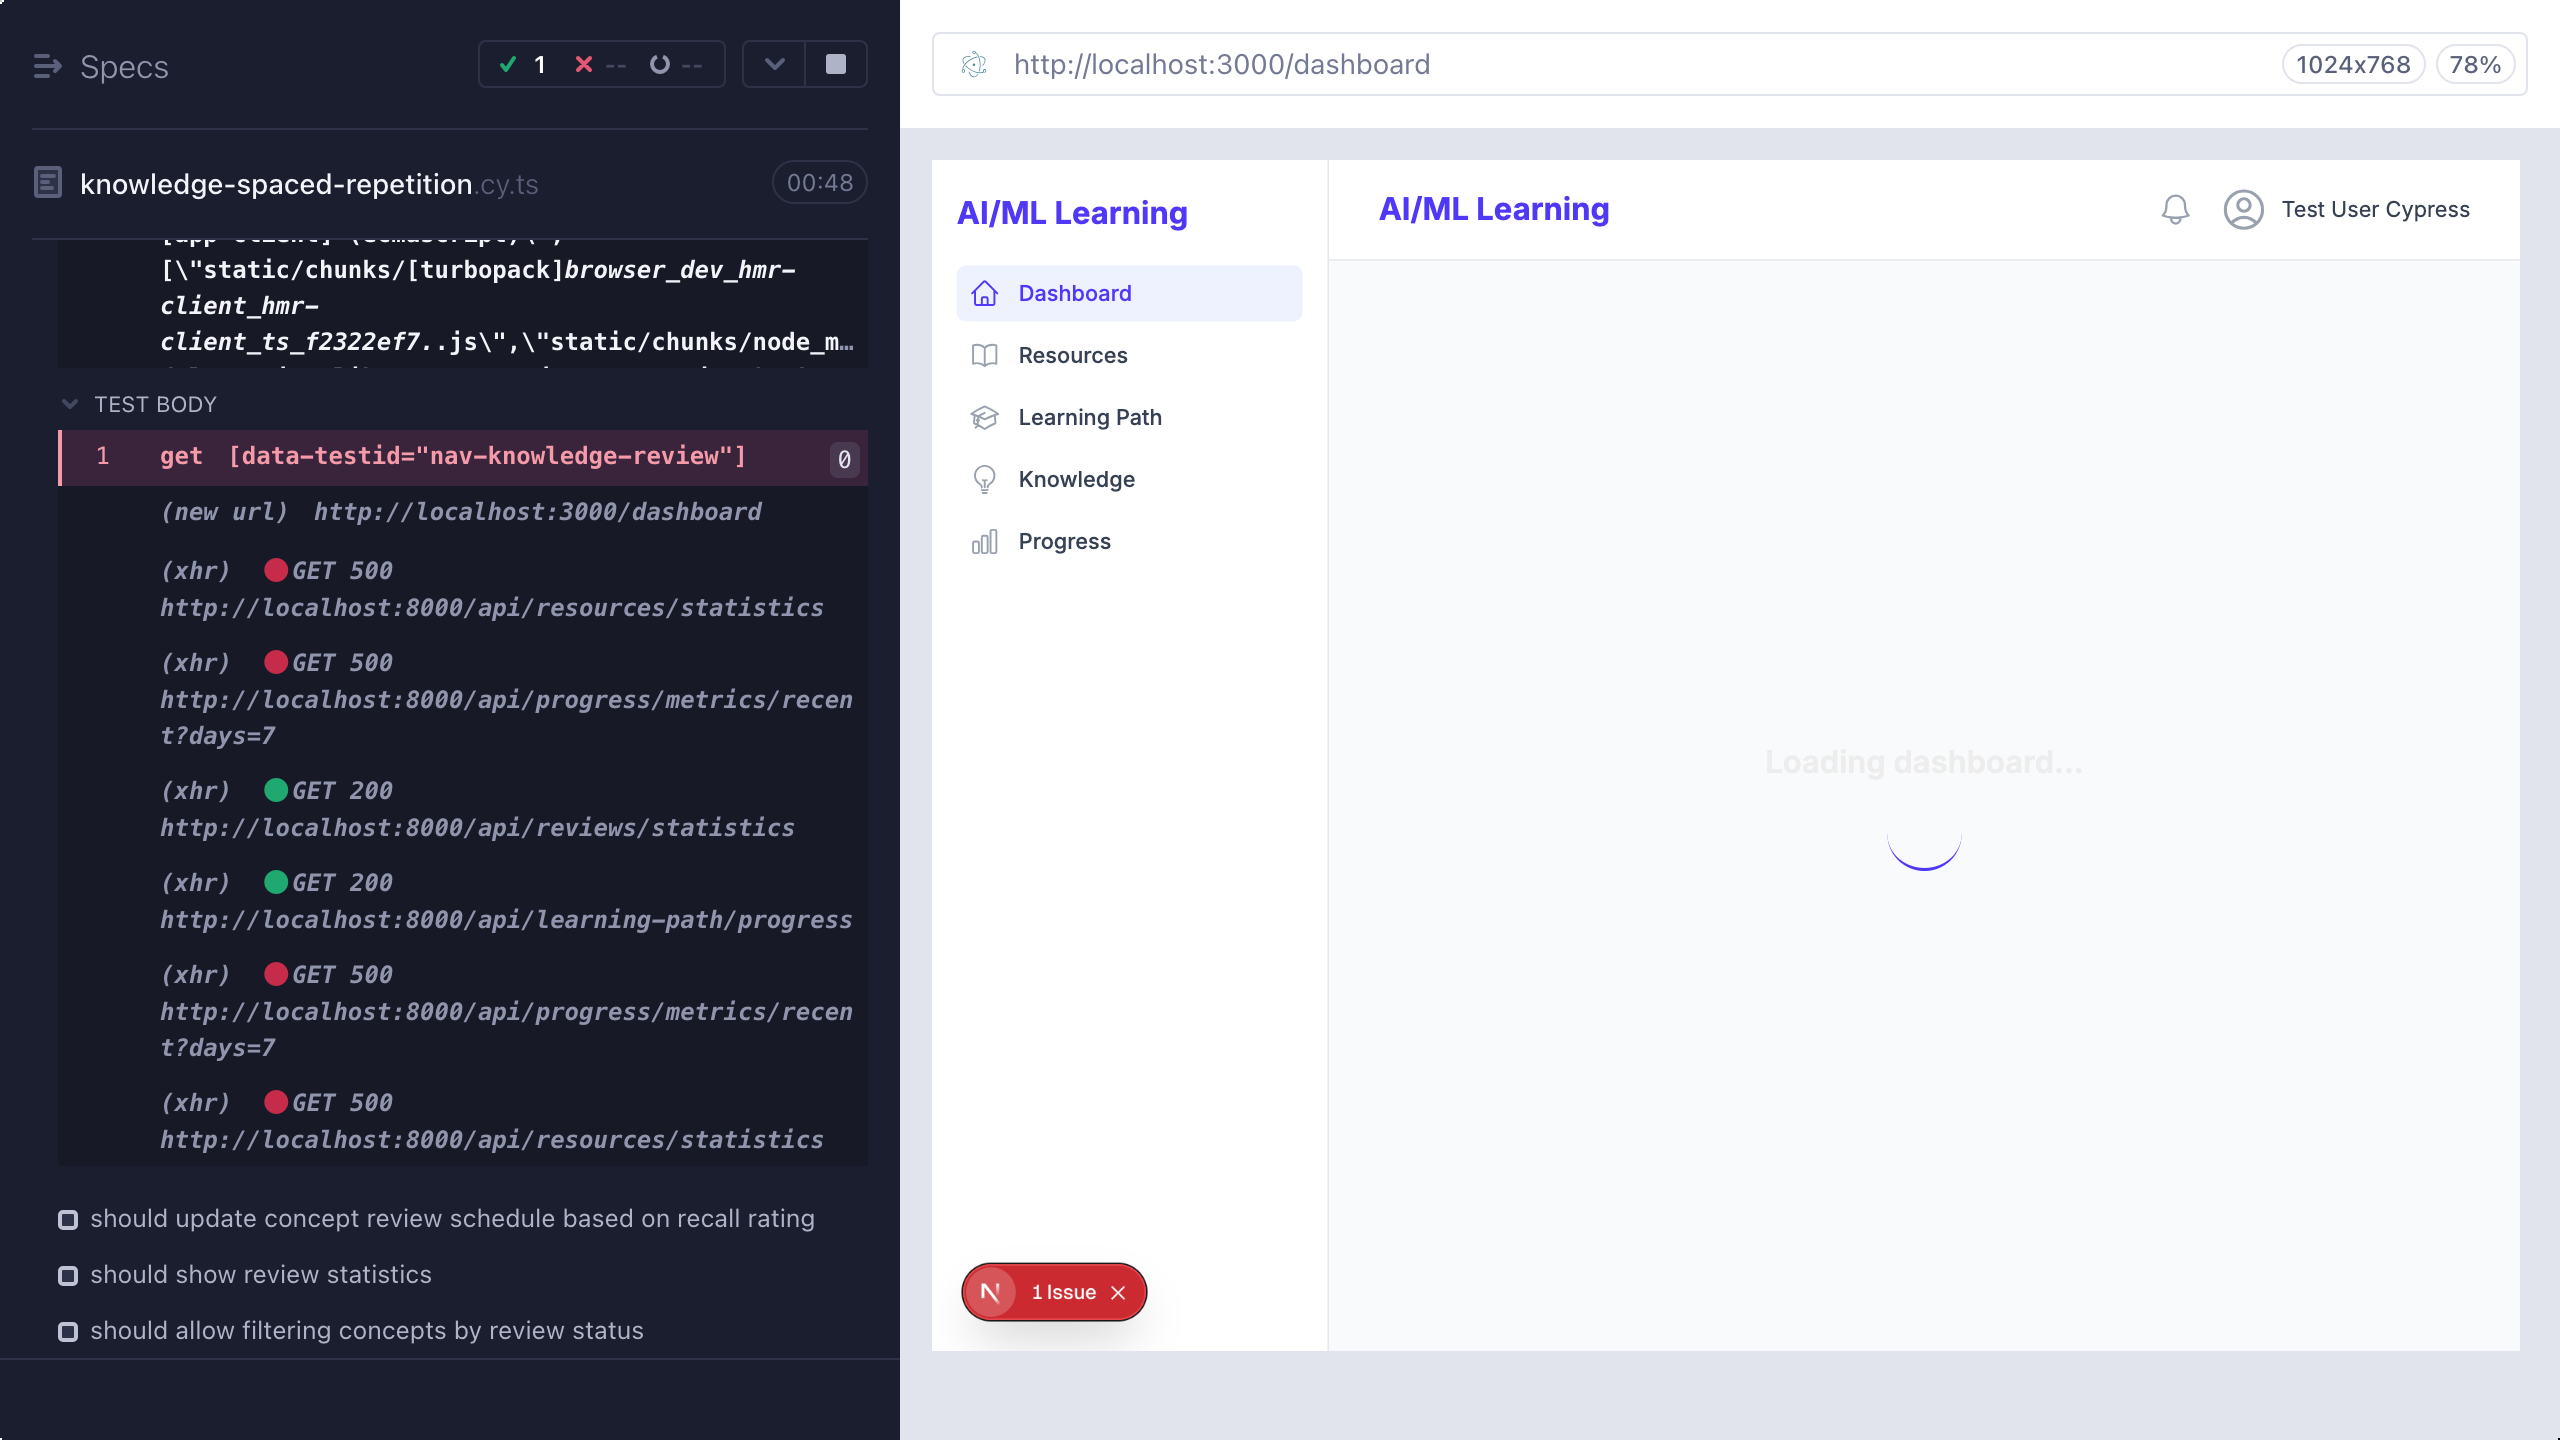 Specs
1
--
--
knowledge-spaced-repetition.cy.ts
00:48
[\"static/chunks/[turbopack]browser_dev_hmr-
client_hmr-
client_ts_f2322ef7._.js\",\"static/chunks/node_m…
TEST BODY
1 get [data-testid="nav-knowledge-review"] 0
(new url) http://localhost:3000/dashboard
(xhr) GET 500
http://localhost:8000/api/resources/statistics
(xhr) GET 500
http://localhost:8000/api/progress/metrics/recen
t?days=7
(xhr) GET 200
http://localhost:8000/api/reviews/statistics
(xhr) GET 200
http://localhost:8000/api/learning-path/progress
(xhr) GET 500
http://localhost:8000/api/progress/metrics/recen
t?days=7
(xhr) GET 500
http://localhost:8000/api/resources/statistics
should update concept review schedule based on recall rating
should show review statistics
should allow filtering concepts by review status
http://localhost:3000/dashboard
1024x768
78%
AI/ML Learning
Dashboard
Resources
Learning Path
Knowledge
Progress
N 1 Issue
AI/ML Learning
Test User Cypress
Loading dashboard...